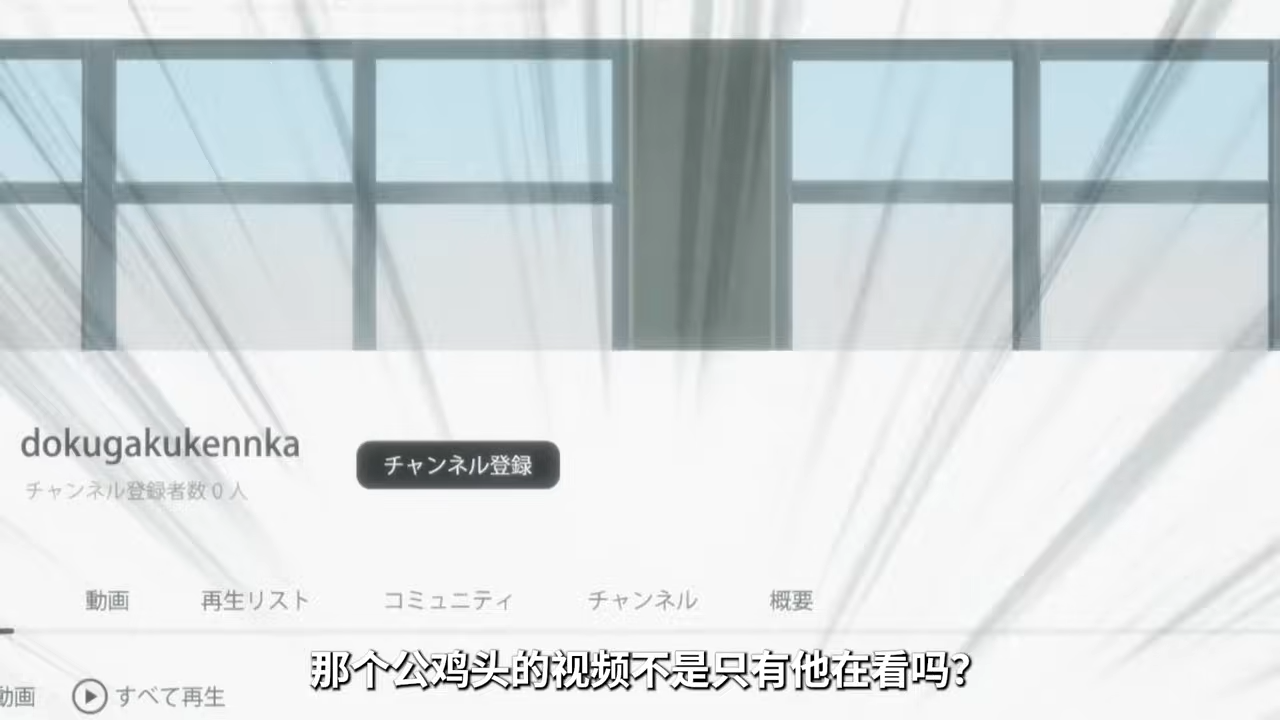 dokugakukennka
チャンネル登録
チャンネル登録者数0人
動画 再生リスト コミュニティ チャンネル 概要
動画 すべて再生
那个公鸡头的视频不是只有他在看吗?